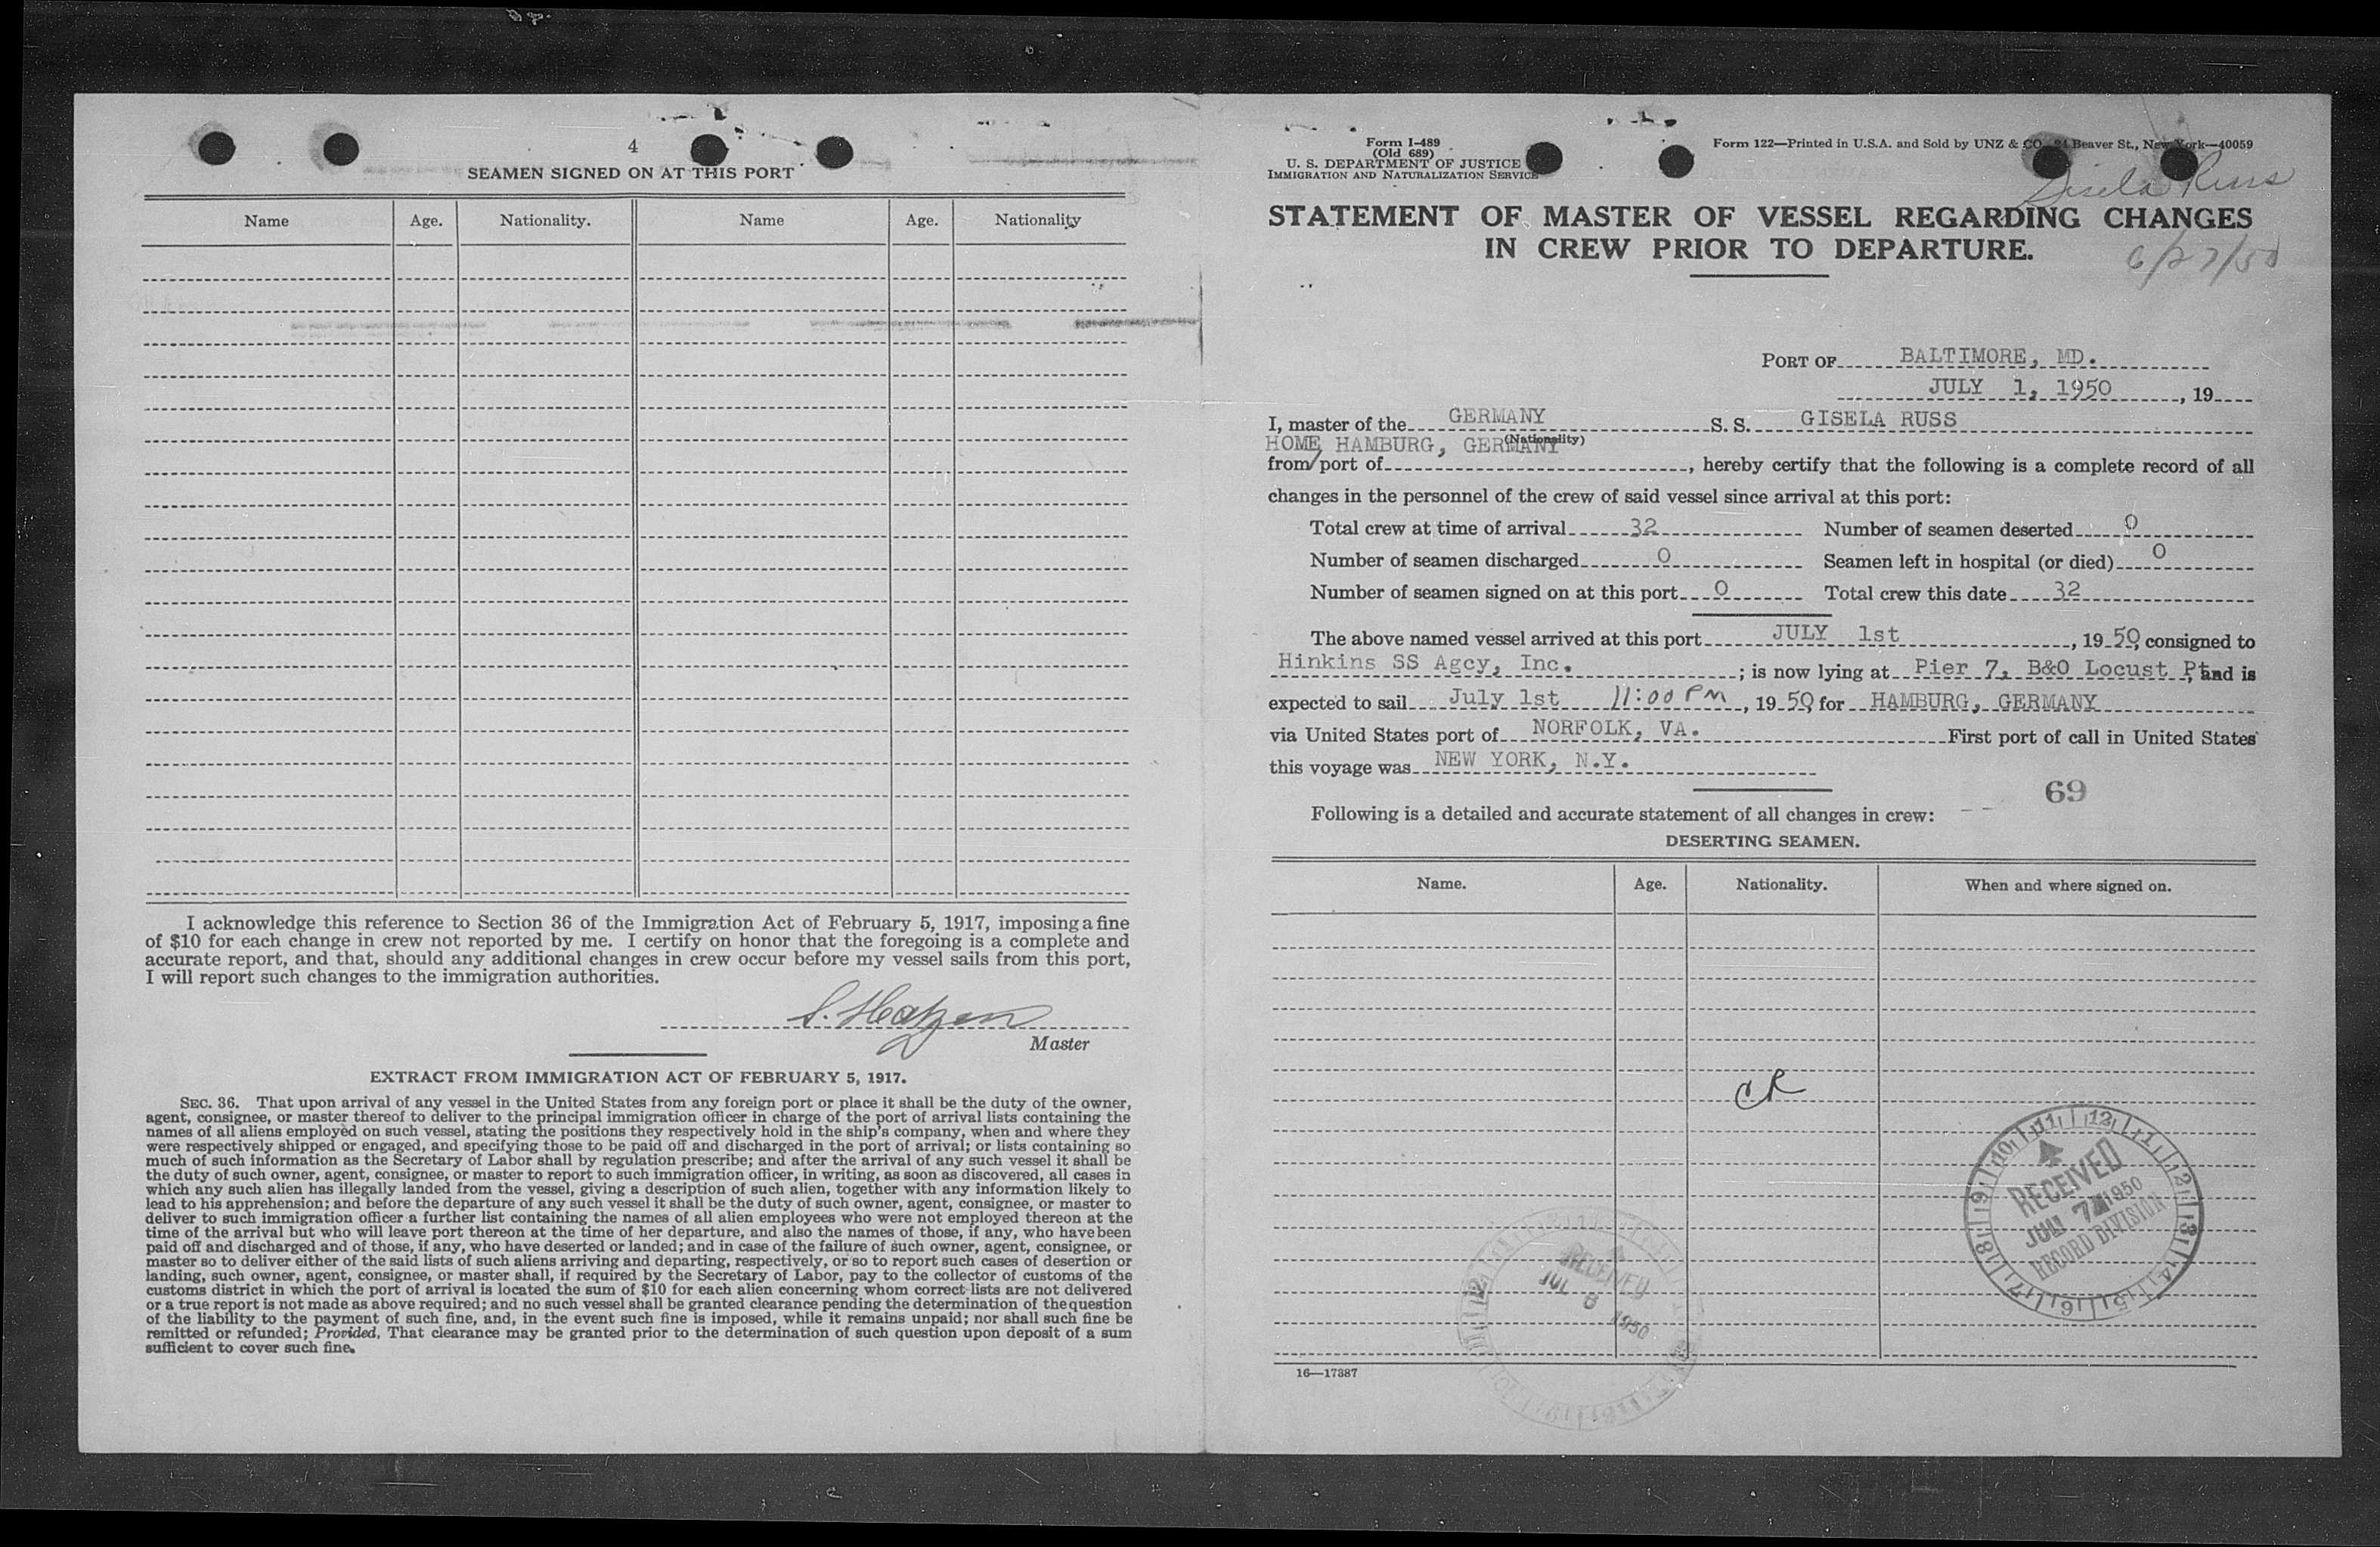 4
SEAMEN SIGNED ON AT THIS PORT
Name Age. Nationality. Name Age. Nationality
I acknowledge this reference to Section 36 of the Immigration Act of February 5, 1917, imposing a fine
of $10 for each change in crew not reported by me. I certify on honor that the foregoing is a complete and
accurate report, and that, should any additional changes in crew occur before my vessel sails from this port,
I will report such changes to the immigration authorities.
Master
EXTRACT FROM IMMIGRATION ACT OF FEBRUARY 5, 1917.
SEC. 36. That upon arrival of any vessel in the United States from any foreign port or place it shall be the duty of the owner,
agent, consignee, or master thereof to deliver to the principal immigration officer in charge of the port of arrival lists containing the
names of all aliens employed on such vessel, stating the positions they respectively hold in the ship's company, when and where they
were respectively shipped or engaged, and specifying those to be paid off and discharged in the port of arrival; or lists containing so
much of such information as the Secretary of Labor shall by regulation prescribe; and after the arrival of any such vessel it shall be
the duty of such owner, agent, consignee, or master to report to such immigration officer, in writing, as soon as discovered, all cases in
which any such alien has illegally landed from the vessel, giving a description of such alien, together with any information likely to
lead to his apprehension; and before the departure of any such vessel it shall be the duty of such owner, agent, consignee, or master to
deliver to such immigration officer a further list containing the names of all alien employees who were not employed thereon at the
time of the arrival but who will leave port thereon at the time of her departure, and also the names of those, if any, who have been
paid off and discharged and of those, if any, who have deserted or landed; and in case of the failure of such owner, agent, consignee, or
master so to deliver either of the said lists of such aliens arriving and departing, respectively, or so to report such cases of desertion or
landing, such owner, agent, consignee, or master shall, if required by the Secretary of Labor, pay to the collector of customs of the
customs district in which the port of arrival is located the sum of $10 for each alien concerning whom correct lists are not delivered
or a true report is not made as above required; and no such vessel shall be granted clearance pending the determination of the question
of the liability to the payment of such fine, and, in the event such fine is imposed, while it remains unpaid; nor shall such fine be
remitted or refunded; Provided, That clearance may be granted prior to the determination of such question upon deposit of a sum
sufficient to cover such fine.
Form I-489
(Old 689)
U. S. DEPARTMENT OF JUSTICE
IMMIGRATION AND NATURALIZATION SERVICE
Form 122—Printed in U.S.A. and Sold by UNZ & CO. 24 Beaver St., New York—40059
Gisela Russ
STATEMENT OF MASTER OF VESSEL REGARDING CHANGES
IN CREW PRIOR TO DEPARTURE.
6/27/50
PORT OF BALTIMORE, MD.
JULY 1, 1950, 19
I, master of the GERMANY S. S. GISELA RUSS
(Nationality)
HOME HAMBURG, GERMANY
from/port of, hereby certify that the following is a complete record of all
changes in the personnel of the crew of said vessel since arrival at this port:
Total crew at time of arrival 32 Number of seamen deserted 0
Number of seamen discharged 0 Seamen left in hospital (or died) 0
Number of seamen signed on at this port 0 Total crew this date 32
The above named vessel arrived at this port JULY 1st, 19 50, consigned to
Hinkins SS Agcy, Inc. ; is now lying at Pier 7, B&O Locust Pt, and is
expected to sail July 1st 11:00 PM, 19 50, for HAMBURG, GERMANY
via United States port of NORFOLK, VA. First port of call in United States
this voyage was NEW YORK, N.Y.
69
Following is a detailed and accurate statement of all changes in crew:
DESERTING SEAMEN.
Name. Age. Nationality. When and where signed on.
CR
11 12 1 2 3 4 5 6 7 8 9 10
RECEIVED
1950
RECORD DIVISION
RECEIVED
JUL 6 1950
16—17387